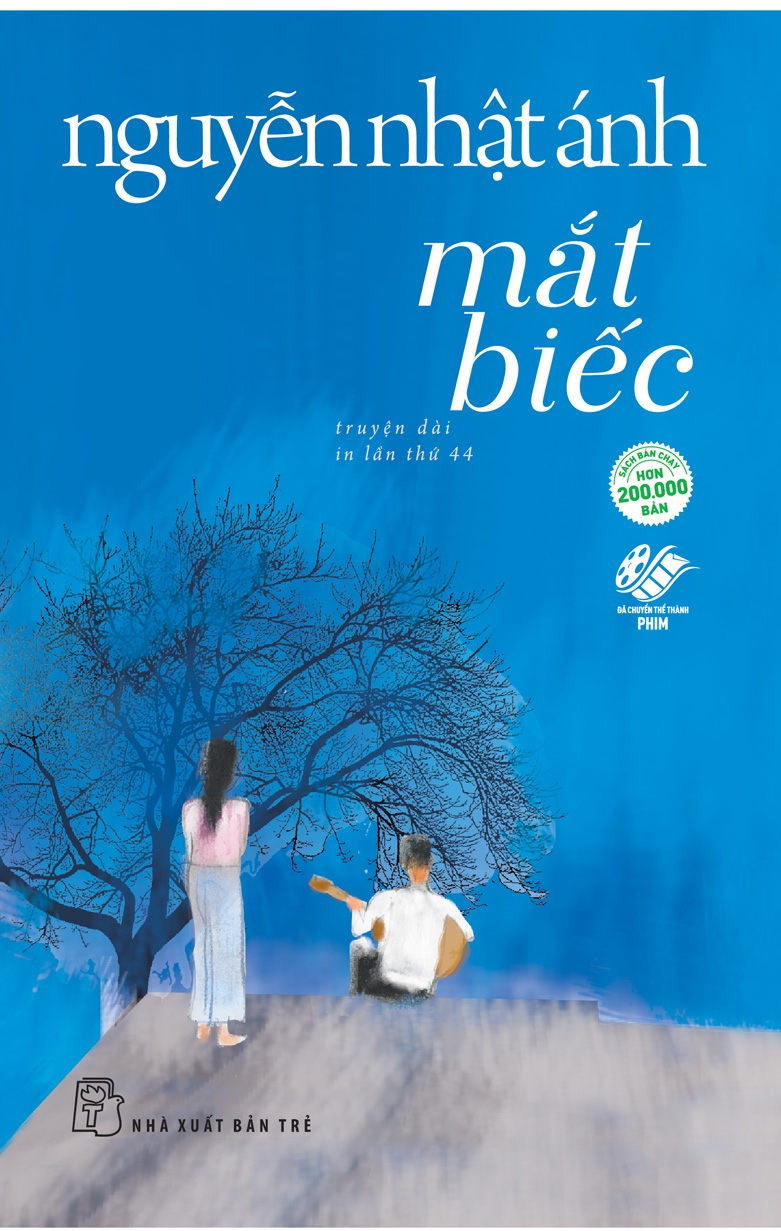 nguyễn nhật ánh
mắt
biếc
truyện dài
in lần thứ 44
SÁCH BÁN CHẠY
HƠN
200.000
BẢN
ĐÃ CHUYỂN THỂ THÀNH
PHIM
T
NHÀ XUẤT BẢN TRẺ